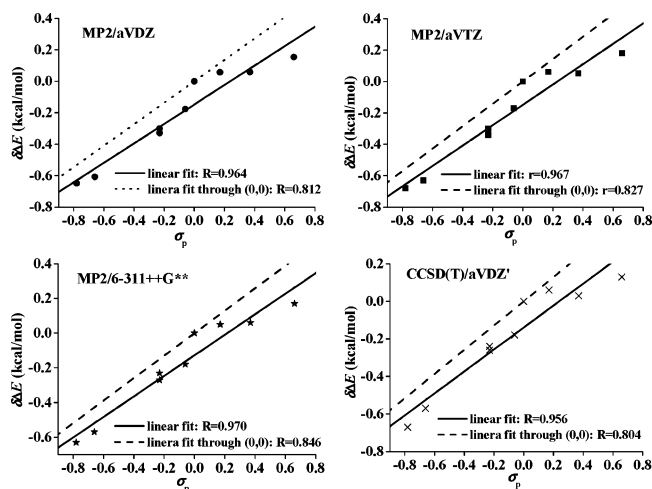 MP2/aVDZ
δΔE (kcal/mol)
0.4
0.2
0.0
-0.2
-0.4
-0.6
-0.8
linear fit: R=0.964
linera fit through (0,0): R=0.812
-0.8 -0.6 -0.4 -0.2 0.0 0.2 0.4 0.6 0.8
σp
MP2/aVTZ
δΔE (kcal/mol)
0.4
0.2
0.0
-0.2
-0.4
-0.6
-0.8
linear fit: r=0.967
linera fit through (0,0): r=0.827
-0.8 -0.6 -0.4 -0.2 0.0 0.2 0.4 0.6 0.8
σp
MP2/6-311++G**
δΔE (kcal/mol)
0.4
0.2
0.0
-0.2
-0.4
-0.6
linear fit: R=0.970
linera fit through (0,0): R=0.846
-0.8 -0.6 -0.4 -0.2 0.0 0.2 0.4 0.6 0.8
σp
CCSD(T)/aVDZ'
δΔE (kcal/mol)
0.2
0.0
-0.2
-0.4
-0.6
-0.8
linear fit: R=0.956
linera fit through (0,0): R=0.804
-0.8 -0.6 -0.4 -0.2 0.0 0.2 0.4 0.6 0.8
σp